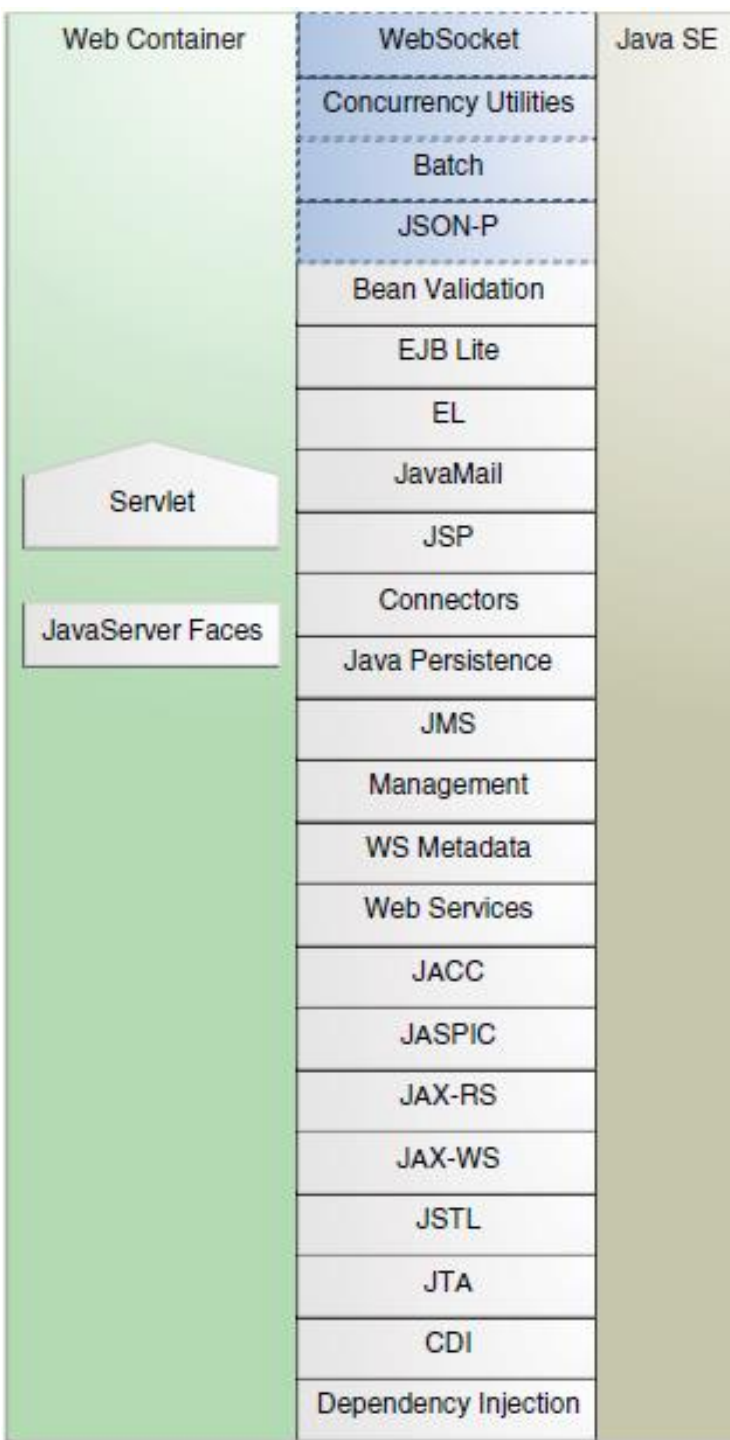 Web Container
Servlet
JavaServer Faces
WebSocket
Concurrency Utilities
Batch
JSON-P
Bean Validation
EJB Lite
EL
JavaMail
JSP
Connectors
Java Persistence
JMS
Management
WS Metadata
Web Services
JACC
JASPIC
JAX-RS
JAX-WS
JSTL
JTA
CDI
Dependency Injection
Java SE